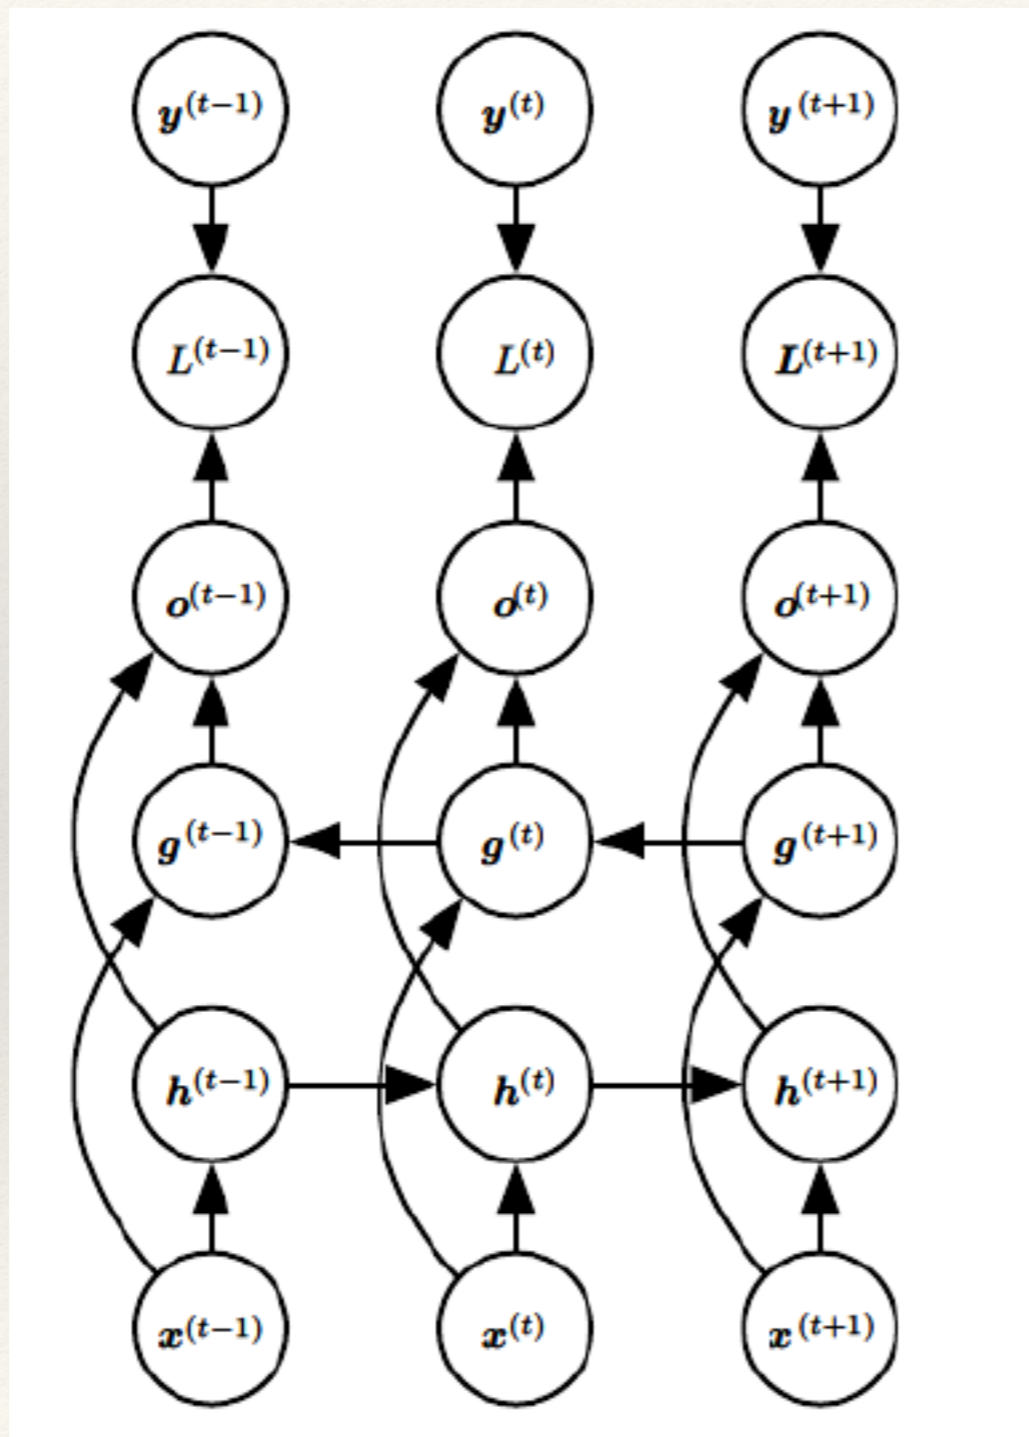 y^(t−1) y^(t) y^(t+1)
L^(t−1) L^(t) L^(t+1)
o^(t−1) o^(t) o^(t+1)
g^(t−1) g^(t) g^(t+1)
h^(t−1) h^(t) h^(t+1)
x^(t−1) x^(t) x^(t+1)